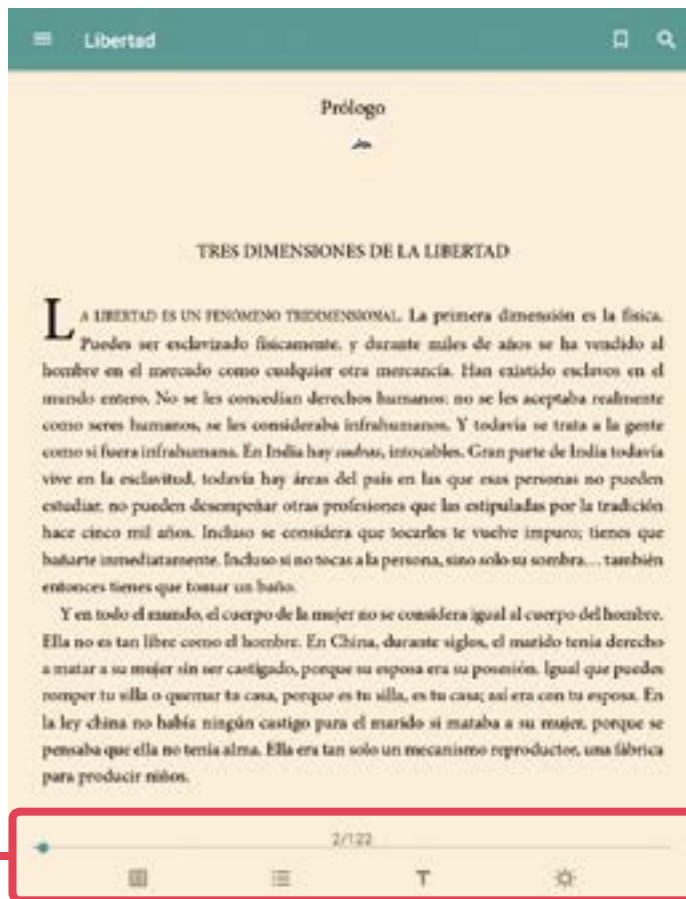 Libertad
Prólogo
TRES DIMENSIONES DE LA LIBERTAD
LA LIBERTAD ES UN FENÓMENO TRIDIMENSIONAL. La primera dimensión es la física.
Puedes ser esclavizado físicamente, y durante miles de años se ha vendido al
hombre en el mercado como cualquier otra mercancía. Han existido esclavos en el
mundo entero. No se les concedían derechos humanos; no se les aceptaba realmente
como seres humanos, se les consideraba infrahumanos. Y todavía se trata a la gente
como si fuera infrahumana. En India hay sudras, intocables. Gran parte de India todavía
vive en la esclavitud, todavía hay áreas del país en las que esas personas no pueden
estudiar, no pueden desempeñar otras profesiones que las estipuladas por la tradición
hace cinco mil años. Incluso se considera que tocarles te vuelve impuro; tienes que
bañarte inmediatamente. Incluso si no tocas a la persona, sino solo su sombra... también
entonces tienes que tomar un baño.
Y en todo el mundo, el cuerpo de la mujer no se considera igual al cuerpo del hombre.
Ella no es tan libre como el hombre. En China, durante siglos, el marido tenía derecho
a matar a su mujer sin ser castigado, porque su esposa era su posesión. Igual que puedes
romper tu silla o quemar tu casa, porque es tu silla, es tu casa; así era con tu esposa. En
la ley china no había ningún castigo para el marido si mataba a su mujer, porque se
pensaba que ella no tenía alma. Ella era tan solo un mecanismo reproductor, una fábrica
para producir niños.
2/122